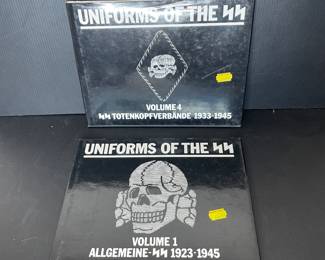 UNIFORMS OF THE SS
VOLUME 4
SS TOTENKOPFVERBÄNDE 1933-1945
UNIFORMS OF THE SS
VOLUME 1
ALLGEMEINE-SS 1923-1945